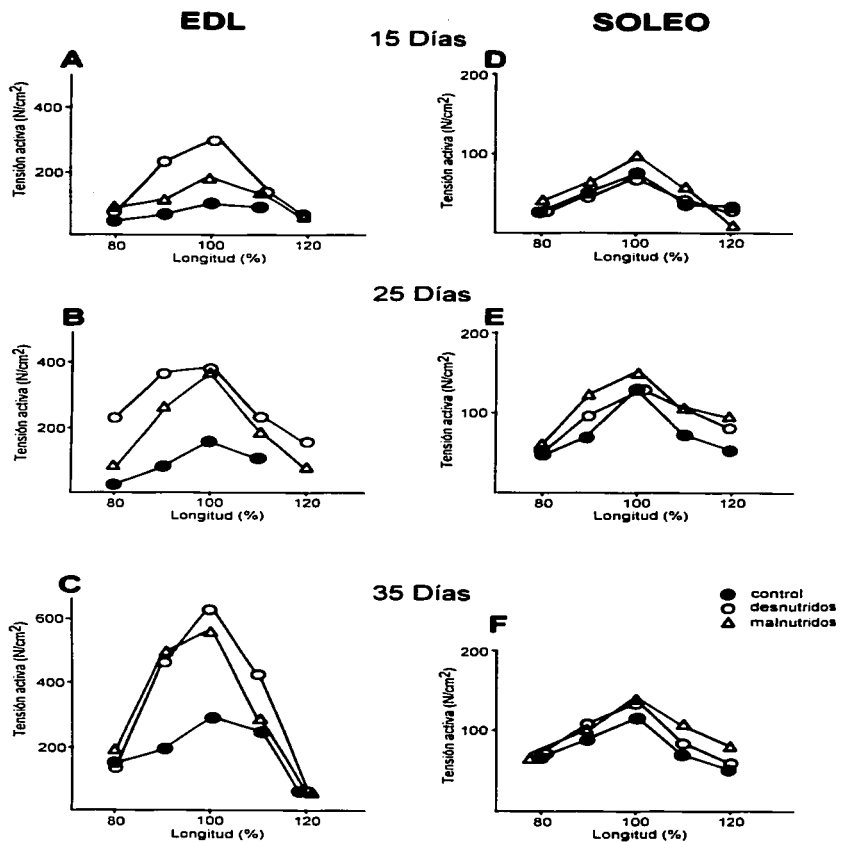 EDL
SOLEO
15 Días
A
Tensión activa (N/cm2)
400
200
80
100
120
Longitud (%)
D
Tensión activa (N/cm2)
200
100
80
100
120
Longitud (%)
25 Días
B
Tensión activa (N/cm2)
400
200
80
100
120
Longitud (%)
E
Tensión activa (N/cm2)
200
100
80
100
120
Longitud (%)
35 Días
C
Tensión activa (N/cm2)
600
400
200
80
100
120
Longitud (%)
control
desnutridos
malnutridos
F
Tensión activa (N/cm2)
200
100
80
100
120
Longitud (%)